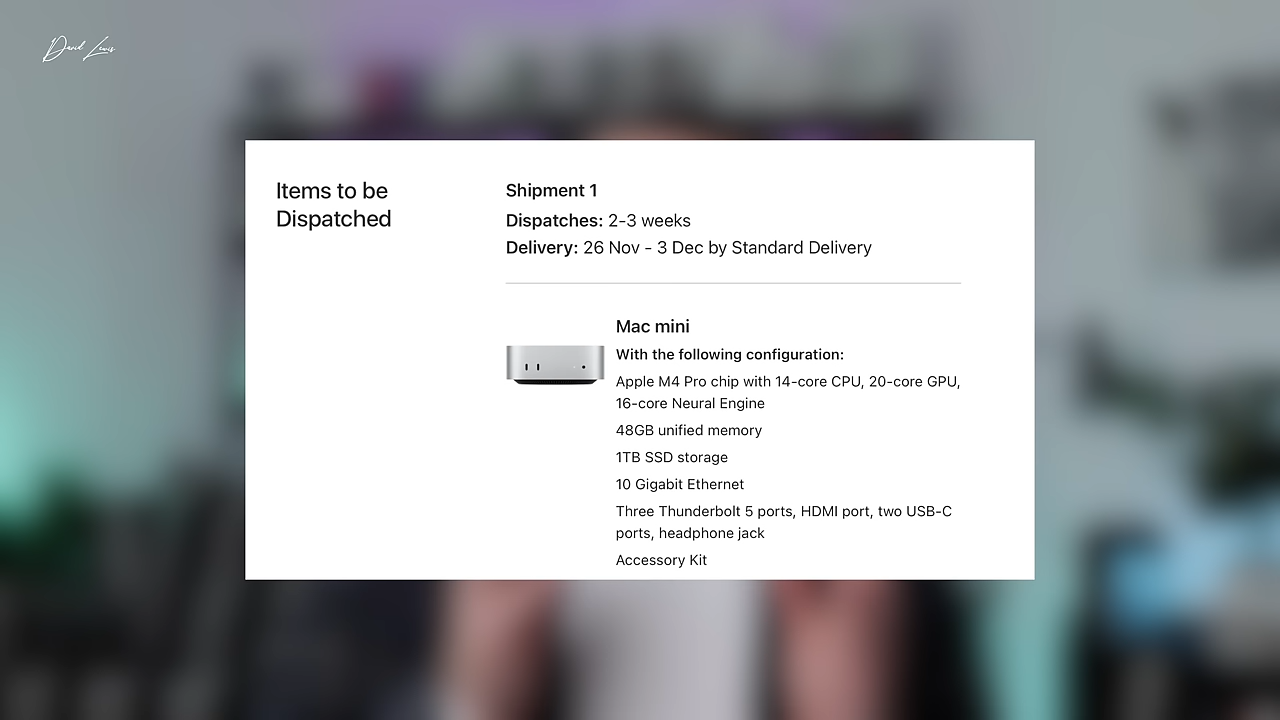 David Lewis
Items to be
Dispatched
Shipment 1
Dispatches: 2-3 weeks
Delivery: 26 Nov - 3 Dec by Standard Delivery
Mac mini
With the following configuration:
Apple M4 Pro chip with 14-core CPU, 20-core GPU,
16-core Neural Engine
48GB unified memory
1TB SSD storage
10 Gigabit Ethernet
Three Thunderbolt 5 ports, HDMI port, two USB-C
ports, headphone jack
Accessory Kit